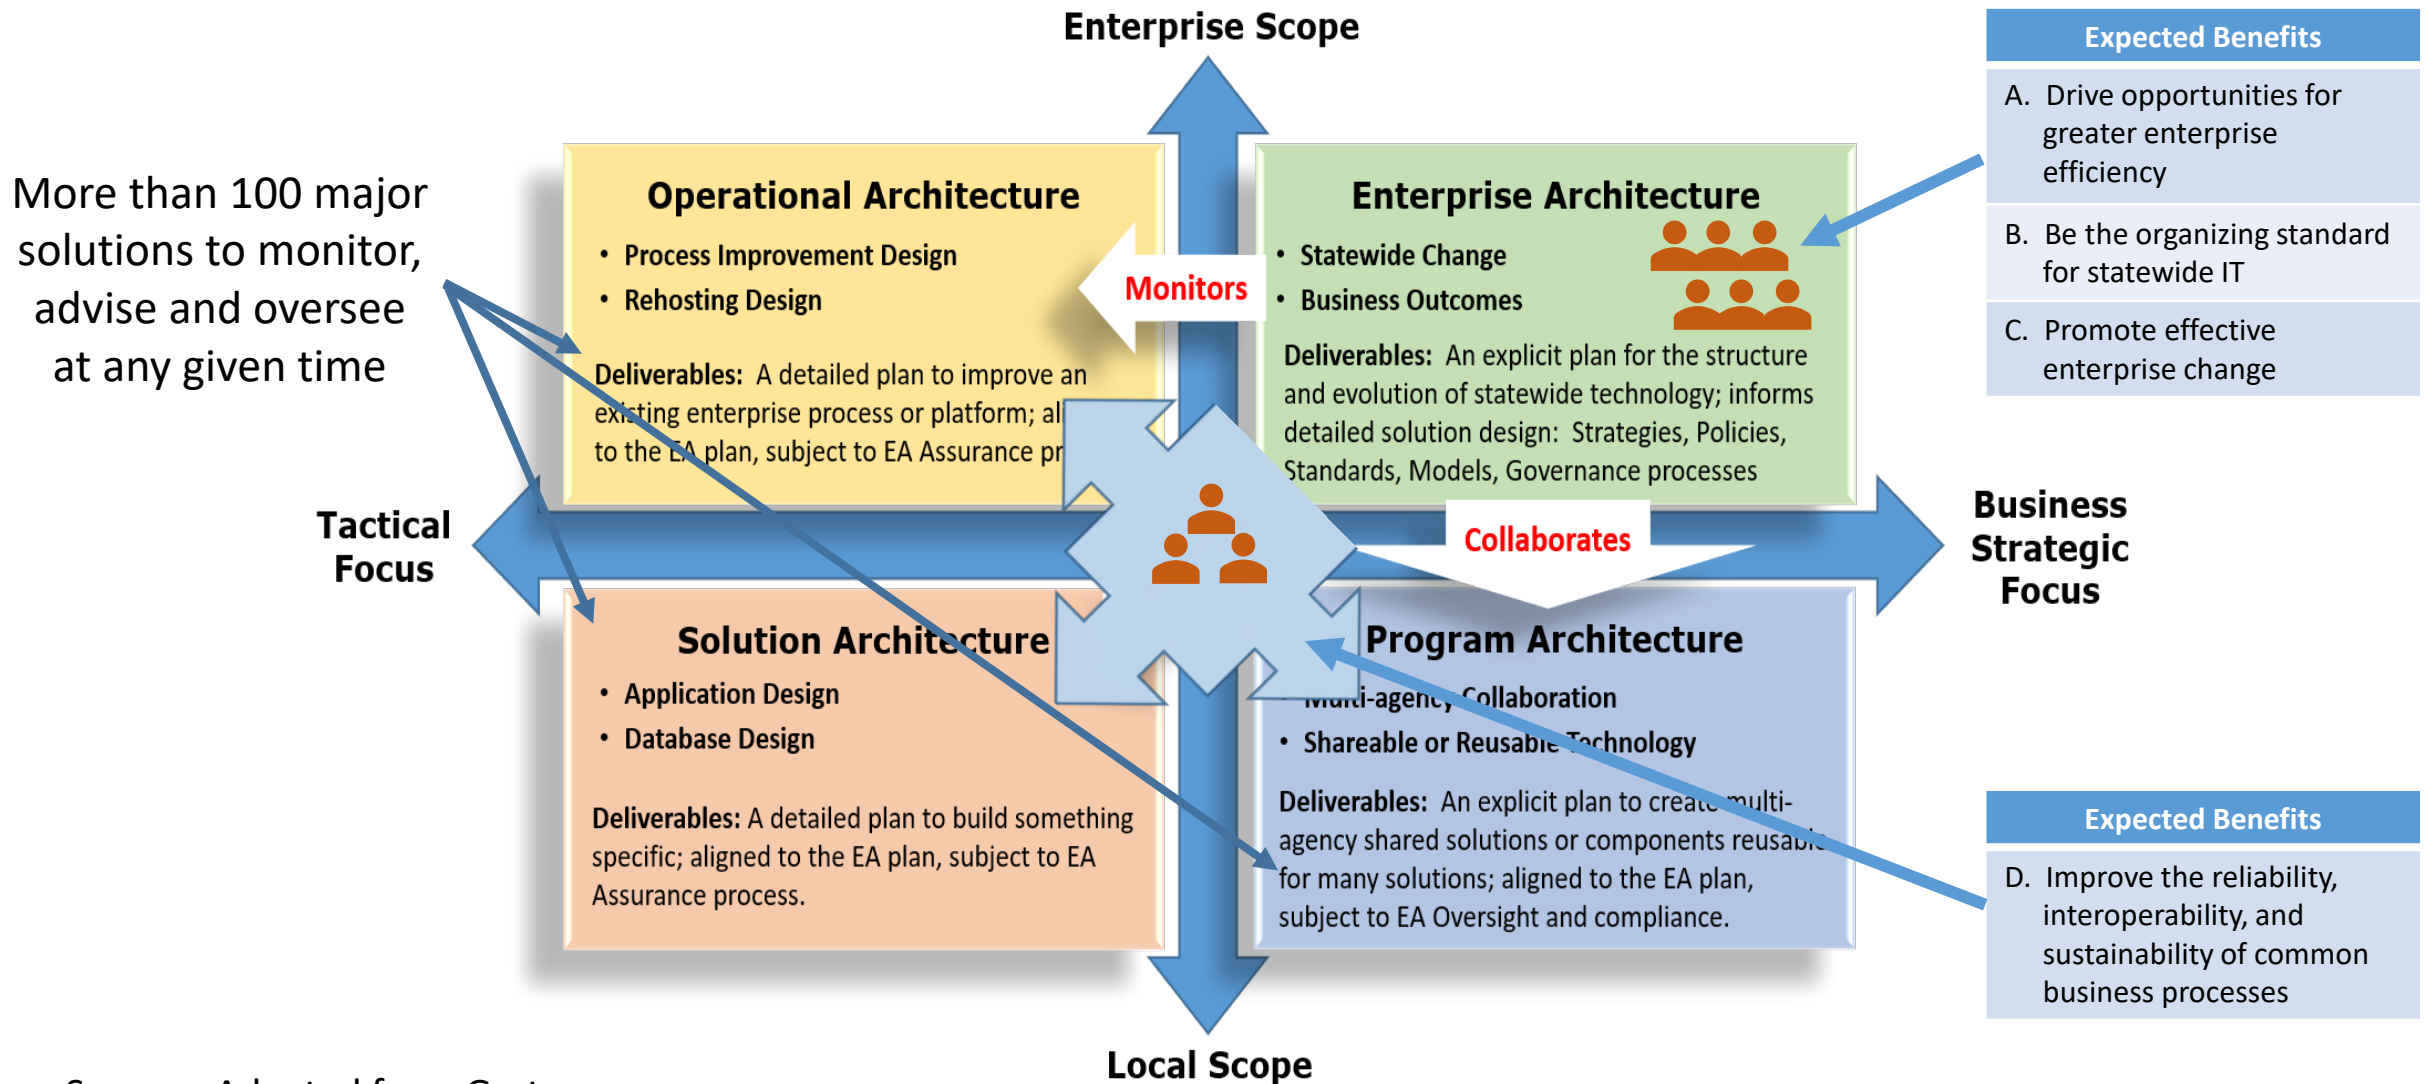 Enterprise Scope
More than 100 major
solutions to monitor,
advise and oversee
at any given time
Operational Architecture
• Process Improvement Design
• Rehosting Design
Deliverables: A detailed plan to improve an
existing enterprise process or platform;
to the EA plan, subject to EA Assurance
Monitors
Enterprise Architecture
• Statewide Change
• Business Outcomes
Deliverables: An explicit plan for the structure
and evolution of statewide technology; informs
detailed solution design: Strategies, Policies,
Standards, Models, Governance processes
Expected Benefits
A. Drive opportunities for
greater enterprise
efficiency
B. Be the organizing standard
for statewide IT
C. Promote effective
enterprise change
Tactical
Focus
Collaborates
Business
Strategic
Focus
Solution Architecture
• Application Design
• Database Design
Deliverables: A detailed plan to build something
specific; aligned to the EA plan, subject to EA
Assurance process.
Program Architecture
• Multi-agency Collaboration
• Shareable or Reusable Technology
Deliverables: An explicit plan to create multi-
agency shared solutions or components reusable
for many solutions; aligned to the EA plan,
subject to EA Oversight and compliance.
Expected Benefits
D. Improve the reliability,
interoperability, and
sustainability of common
business processes
Local Scope